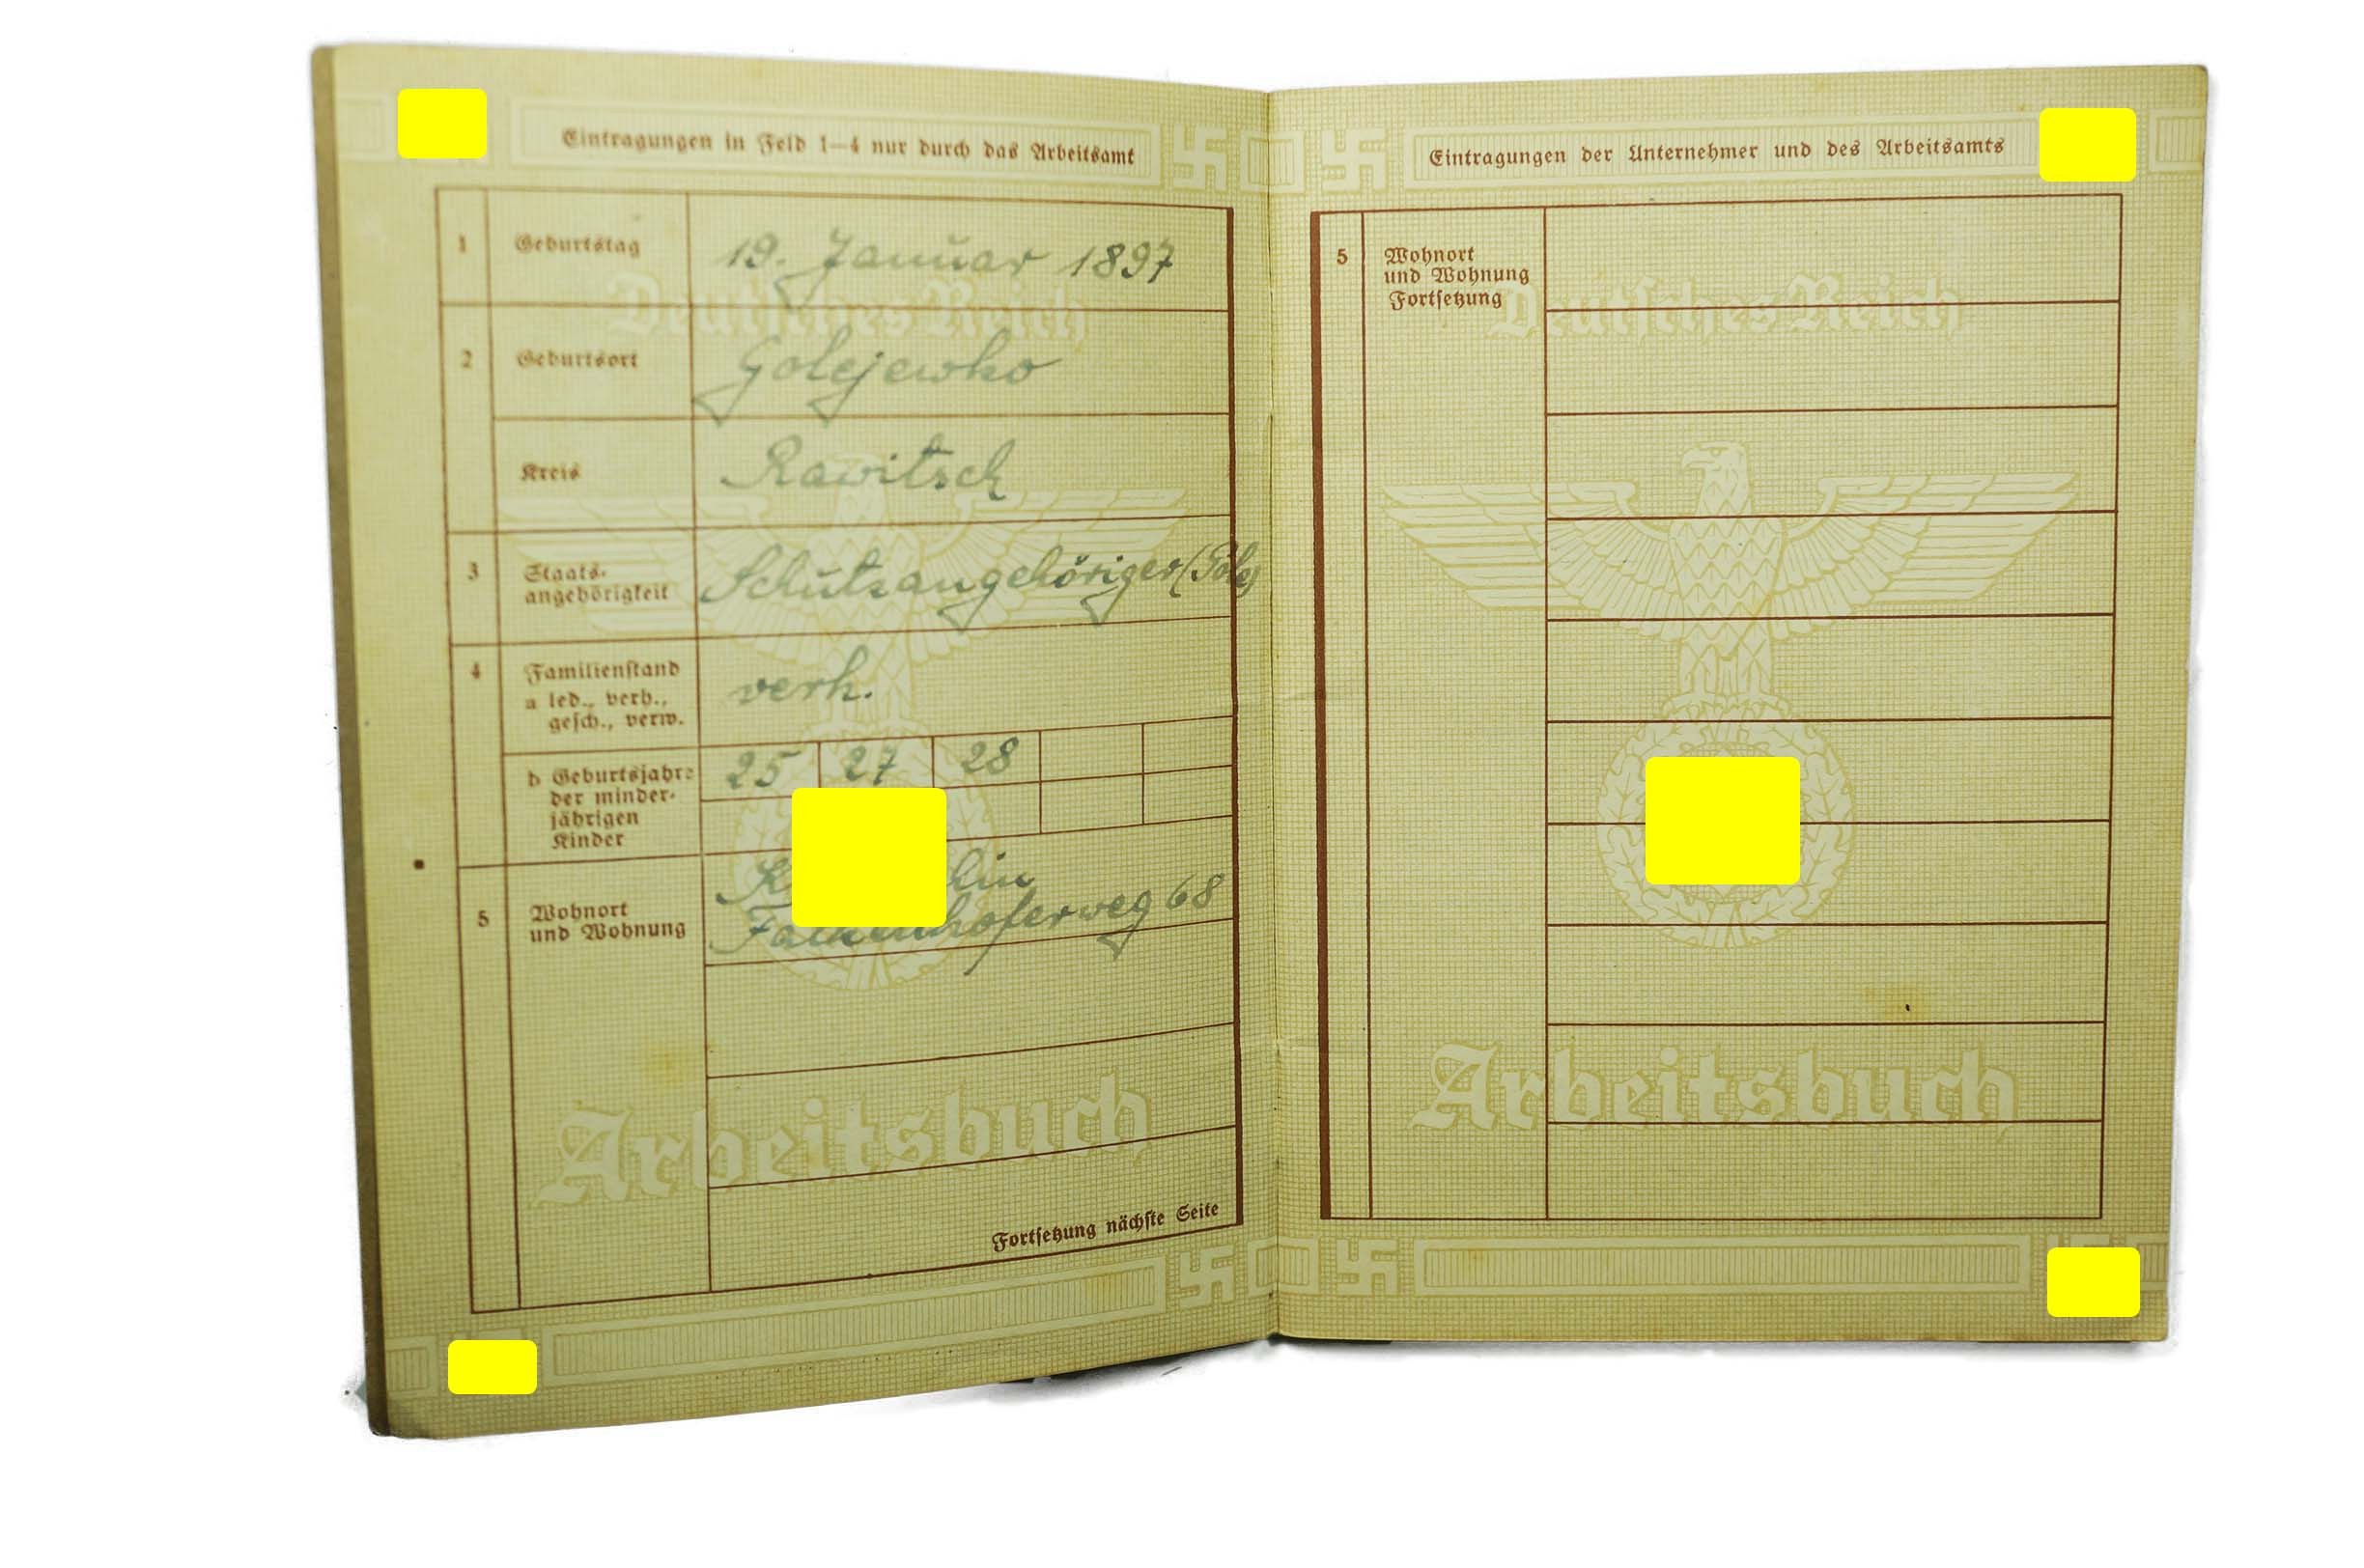 Eintragungen in Feld 1—4 nur durch das Arbeitsamt
1 Geburtstag 19. Januar 1897
Deutsches Reich
2 Geburtsort Golejewko
Kreis Rawitsch
3 Staats-
angehörigkeit Schutzangehöriger (Pole)
4 Familienstand
a led., verh.,
gesch., verw. verh.
b Geburtsjahre
der minder-
jährigen
Kinder 25 27 28
5 Wohnort
und Wohnung
hoferweg 68
Arbeitsbuch
Fortsetzung nächste Seite
Eintragungen der Unternehmer und des Arbeitsamts
5 Wohnort
und Wohnung
Fortsetzung
Deutsches Reich
Arbeitsbuch